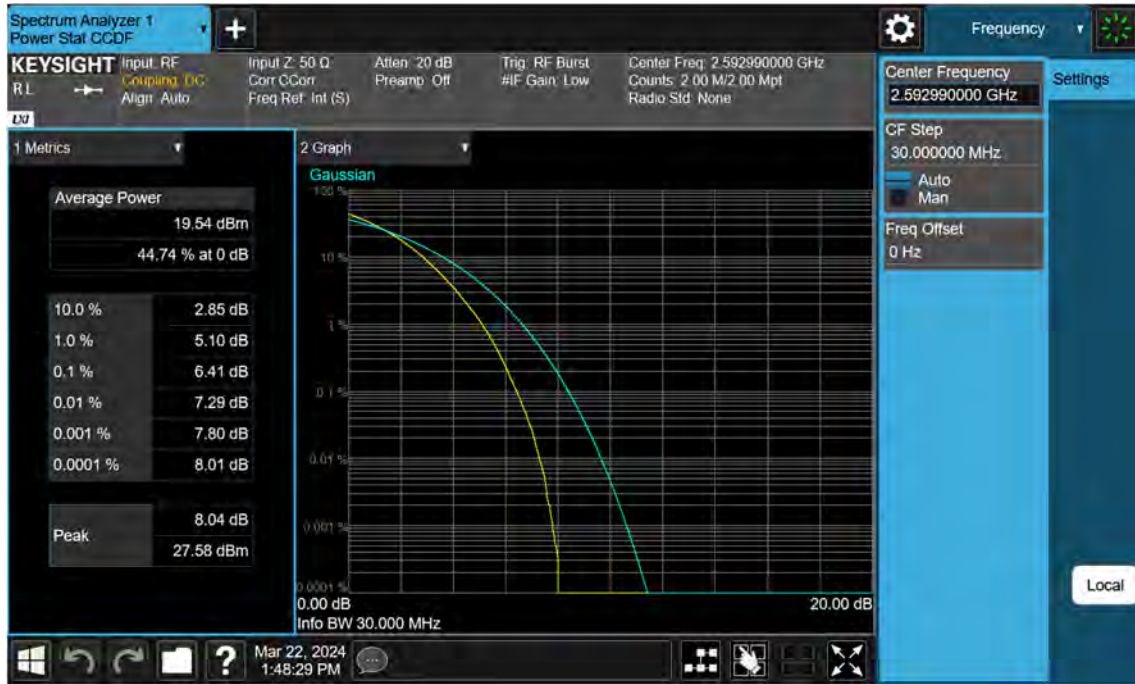 Spectrum Analyzer 1
Power Stat CCDF
Frequency
KEYSIGHT
Input: RF
Coupling: DC
Align: Auto
Input Z: 50 Ω
Corr CCorr
Freq Ref: Int (S)
Atten: 20 dB
Preamp: Off
Trig: RF Burst
#IF Gain: Low
Center Freq: 2.592990000 GHz
Counts: 2.00 M/2.00 Mpt
Radio Std: None
RL
LXI
Center Frequency
2.592990000 GHz
Settings
CF Step
30.000000 MHz
Auto
Man
Freq Offset
0 Hz
Local
1 Metrics
Average Power
19.54 dBm
44.74 % at 0 dB
10.0 % 2.85 dB
1.0 % 5.10 dB
0.1 % 6.41 dB
0.01 % 7.29 dB
0.001 % 7.80 dB
0.0001 % 8.01 dB
Peak
8.04 dB
27.58 dBm
2 Graph
Gaussian
100 %
10 %
1 %
0.1 %
0.01 %
0.001 %
0.0001 %
0.00 dB
20.00 dB
Info BW 30.000 MHz
?
Mar 22, 2024
1:48:29 PM